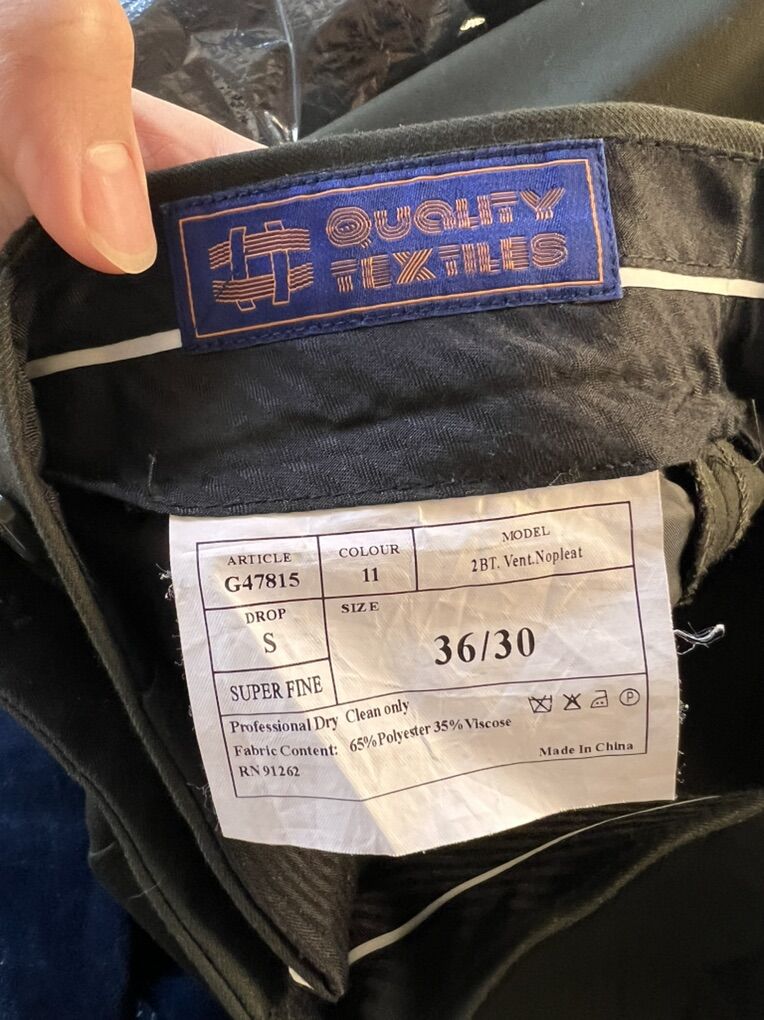 QUALITY
TEXTILES
ARTICLE
G47815
COLOUR
11
MODEL
2BT. Vent.Nopleat
DROP
S
SIZE
36/30
SUPER FINE
Professional Dry Clean only
Fabric Content: 65%Polyester 35%Viscose
RN 91262
P
Made In China